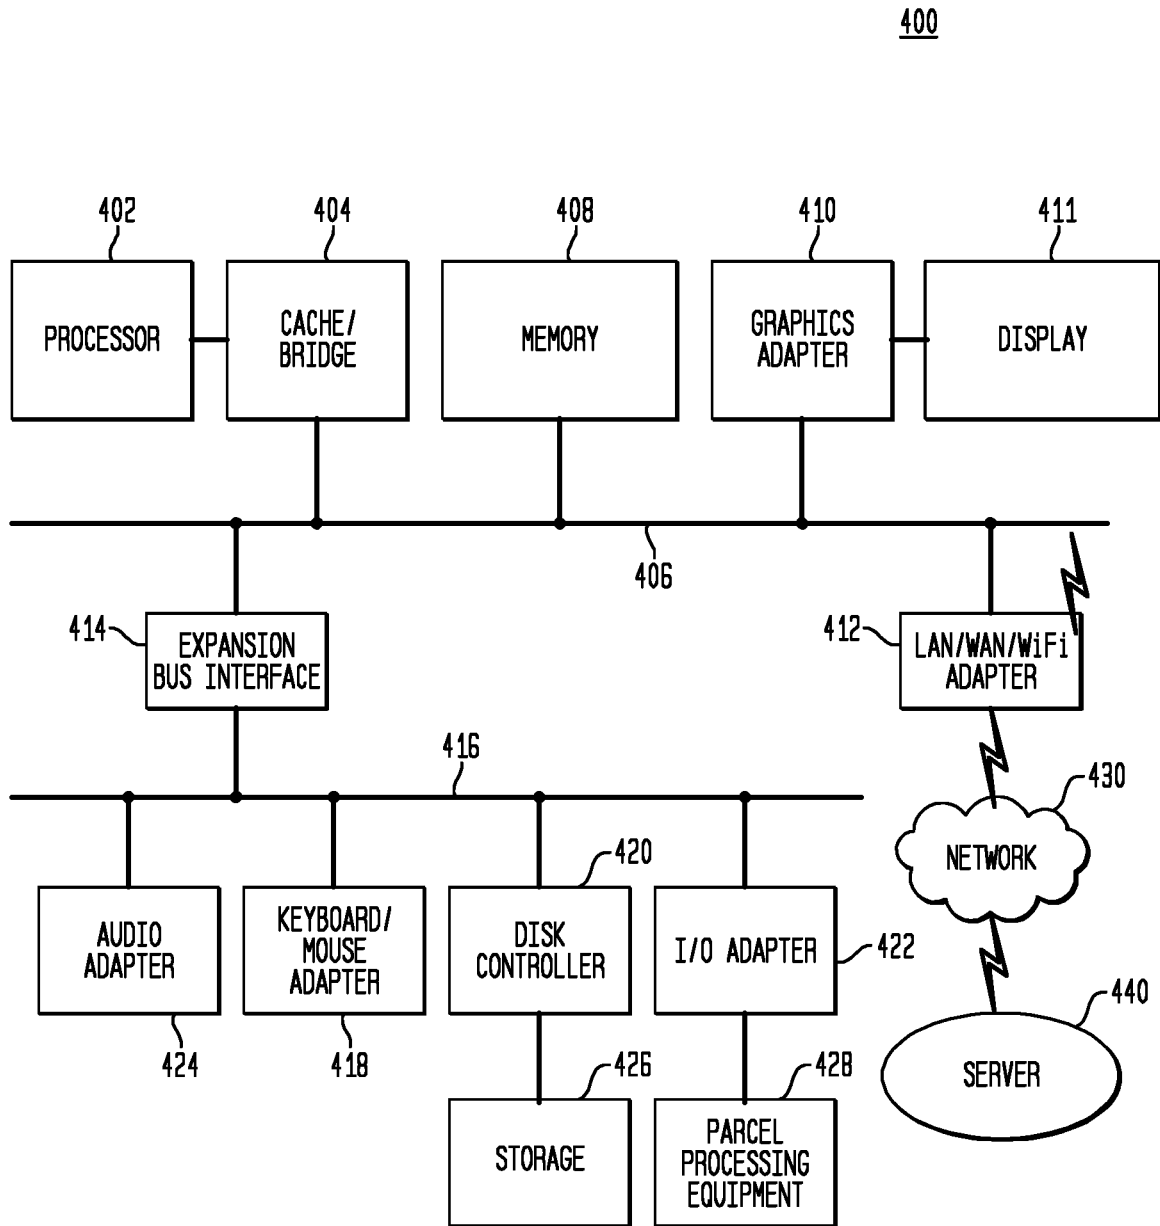 400
402
404
408
410
411
PROCESSOR
CACHE/
BRIDGE
MEMORY
GRAPHICS
ADAPTER
DISPLAY
406
414
EXPANSION
BUS INTERFACE
412
LAN/WAN/WiFi
ADAPTER
416
430
NETWORK
420
AUDIO
ADAPTER
KEYBOARD/
MOUSE
ADAPTER
DISK
CONTROLLER
I/O ADAPTER
422
424
418
426
428
440
SERVER
STORAGE
PARCEL
PROCESSING
EQUIPMENT